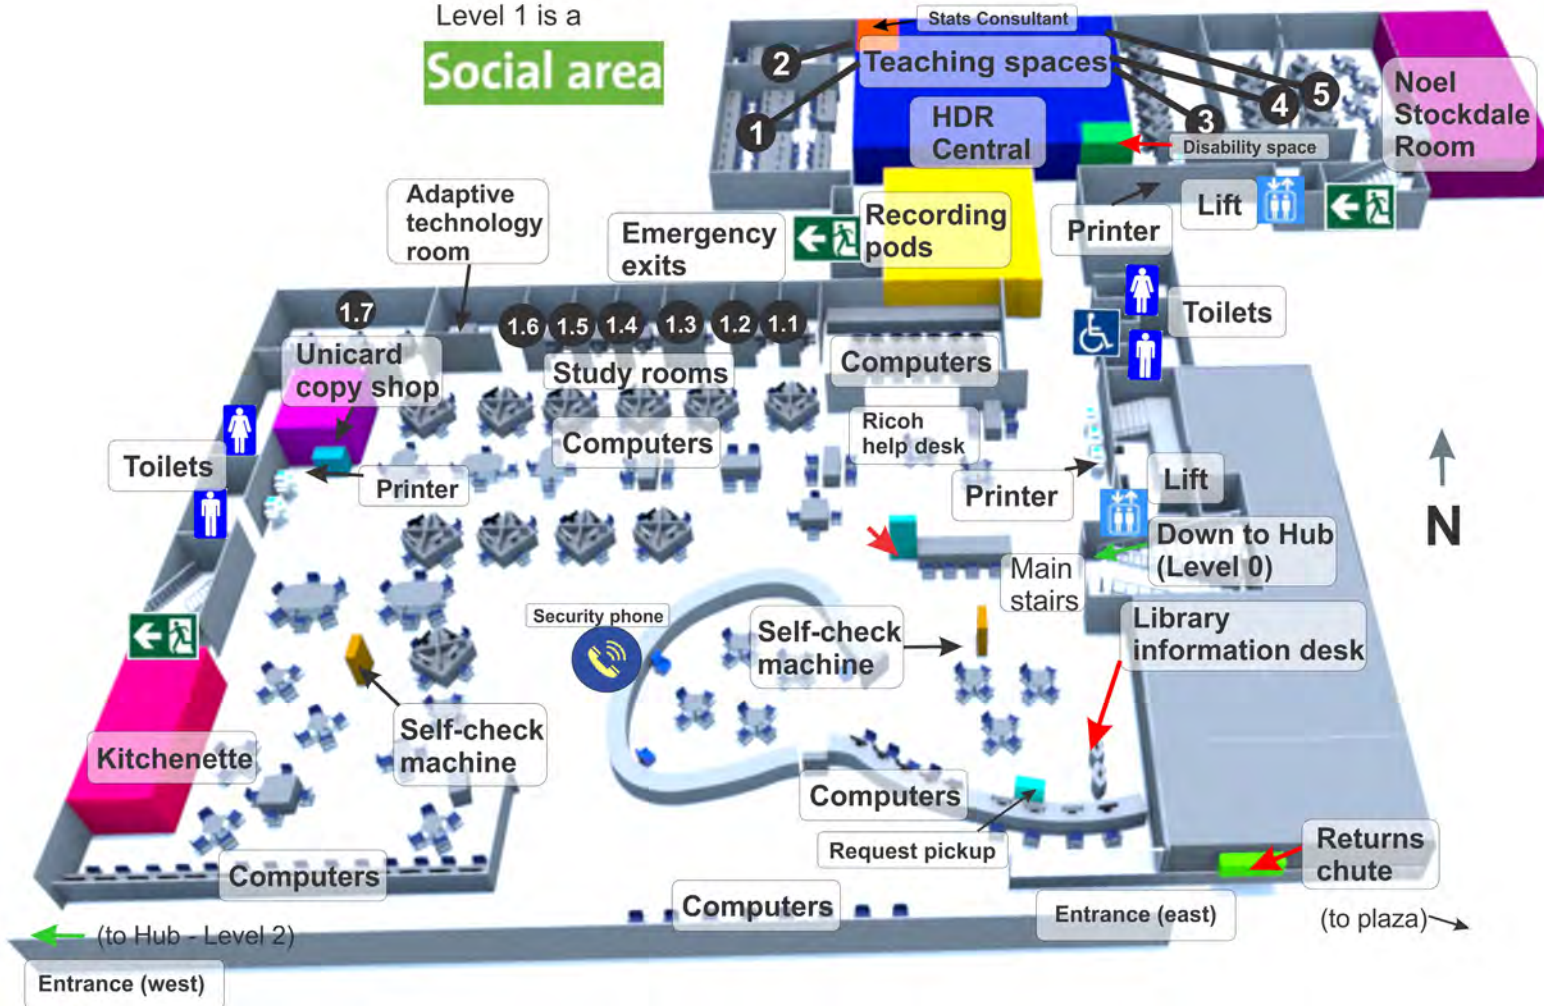 Level 1 is a
Social area
Stats Consultant
Teaching spaces
2
1
5
4
3
HDR
Central
Disability space
Noel
Stockdale
Room
Adaptive
technology
room
Emergency
exits
Recording
pods
Printer
Lift
Toilets
1.7
1.6
1.5
1.4
1.3
1.2
1.1
Study rooms
Computers
Unicard
copy shop
Computers
Ricoh
help desk
Toilets
Printer
Printer
Lift
N
Down to Hub
(Level 0)
Main
stairs
Security phone
Self-check
machine
Library
information desk
Self-check
machine
Kitchenette
Computers
Request pickup
Returns
chute
Computers
Computers
Entrance (east)
(to plaza)
(to Hub - Level 2)
Entrance (west)